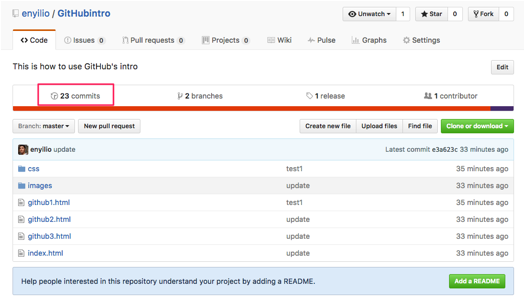 enyilio / GitHubintro
Unwatch 1 Star 0 Fork 0
Code Issues 0 Pull requests 0 Projects 0 Wiki Pulse Graphs Settings
This is how to use GitHub's intro Edit
23 commits 2 branches 1 release 1 contributor
Branch: master New pull request Create new file Upload files Find file Clone or download
enyilio update Latest commit e3a623c 33 minutes ago
css test1 35 minutes ago
images update 33 minutes ago
github1.html test1 35 minutes ago
github2.html update 33 minutes ago
github3.html update 33 minutes ago
index.html update 33 minutes ago
Help people interested in this repository understand your project by adding a README. Add a README